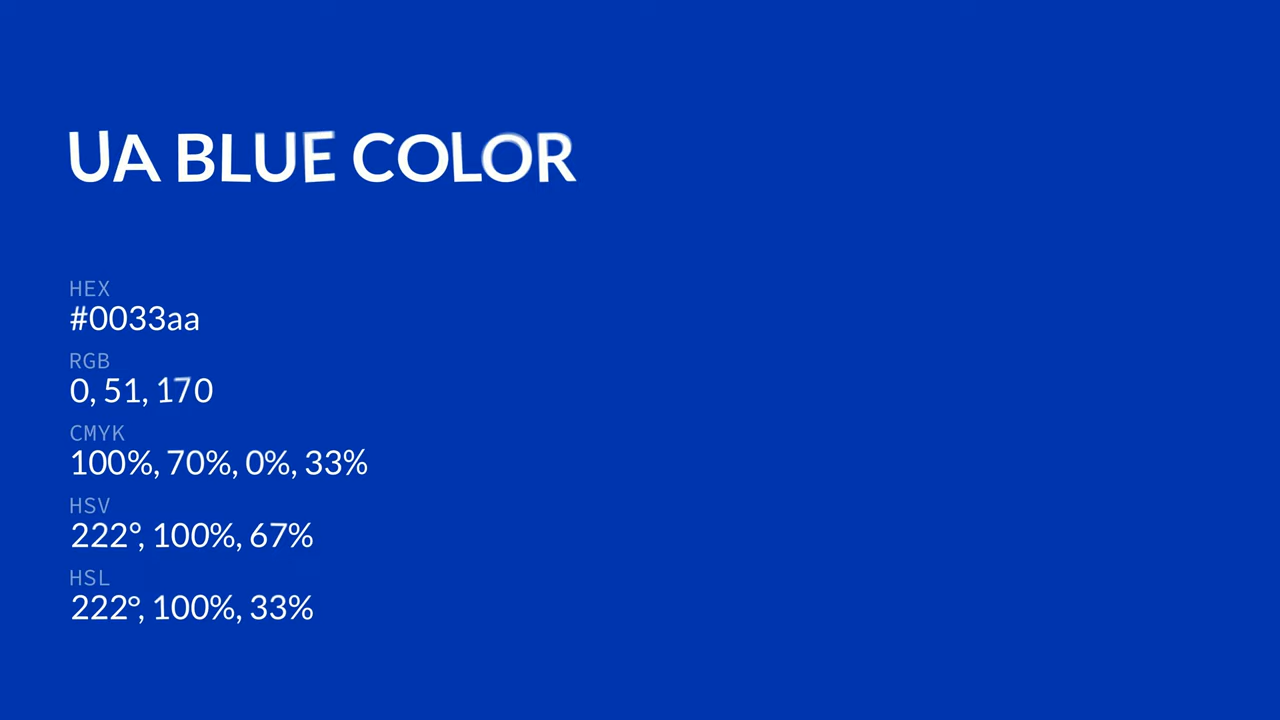 UA BLUE COLOR
HEX
#0033aa
RGB
0, 51, 170
CMYK
100%, 70%, 0%, 33%
HSV
222°, 100%, 67%
HSL
222°, 100%, 33%